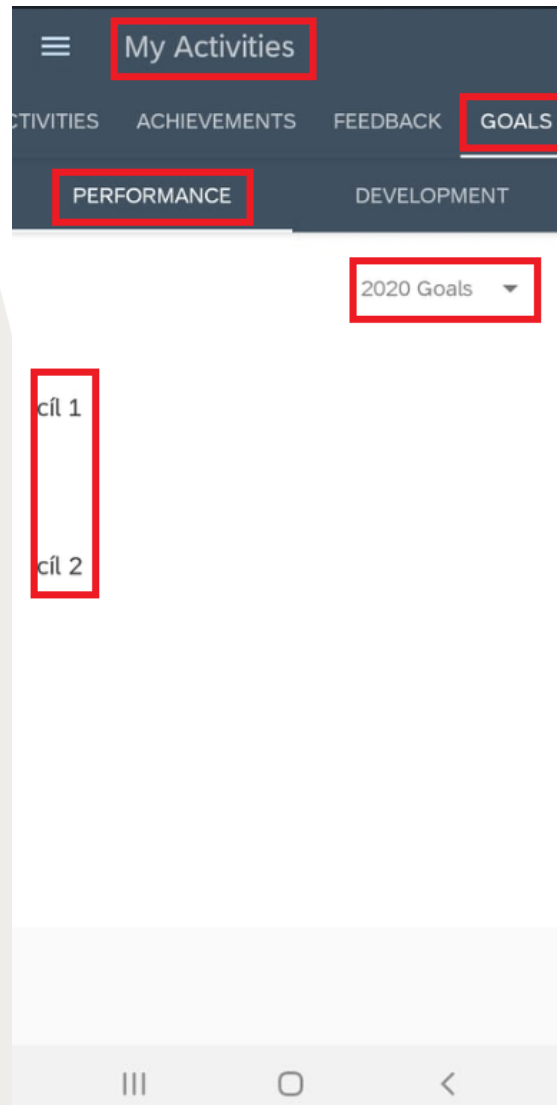 My Activities
CTIVITIES ACHIEVEMENTS FEEDBACK GOALS
PERFORMANCE DEVELOPMENT
2020 Goals
cíl 1
cíl 2